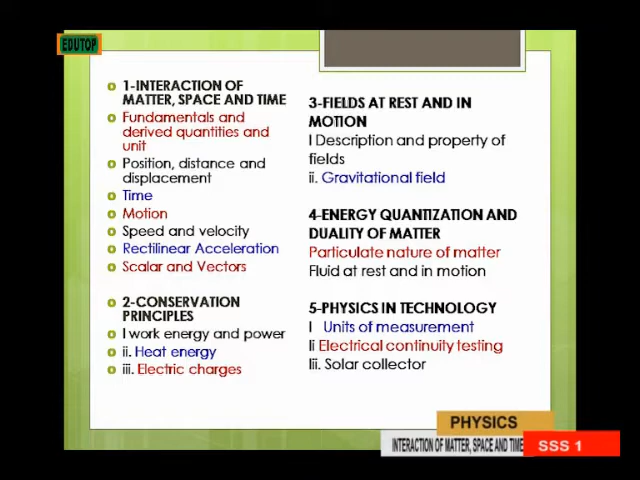 EDUTOP
1-INTERACTION OF
MATTER, SPACE AND TIME
Fundamentals and
derived quantities and
unit
Position, distance and
displacement
Time
Motion
Speed and velocity
Rectilinear Acceleration
Scalar and Vectors
2-CONSERVATION
PRINCIPLES
I work energy and power
ii. Heat energy
iii. Electric charges
3-FIELDS AT REST AND IN
MOTION
I Description and property of
fields
ii. Gravitational field
4-ENERGY QUANTIZATION AND
DUALITY OF MATTER
Particulate nature of matter
Fluid at rest and in motion
5-PHYSICS IN TECHNOLOGY
I Units of measurement
Ii Electrical continuity testing
Iii. Solar collector
PHYSICS
INTERACTION OF MATTER, SPACE AND TIME
SSS 1